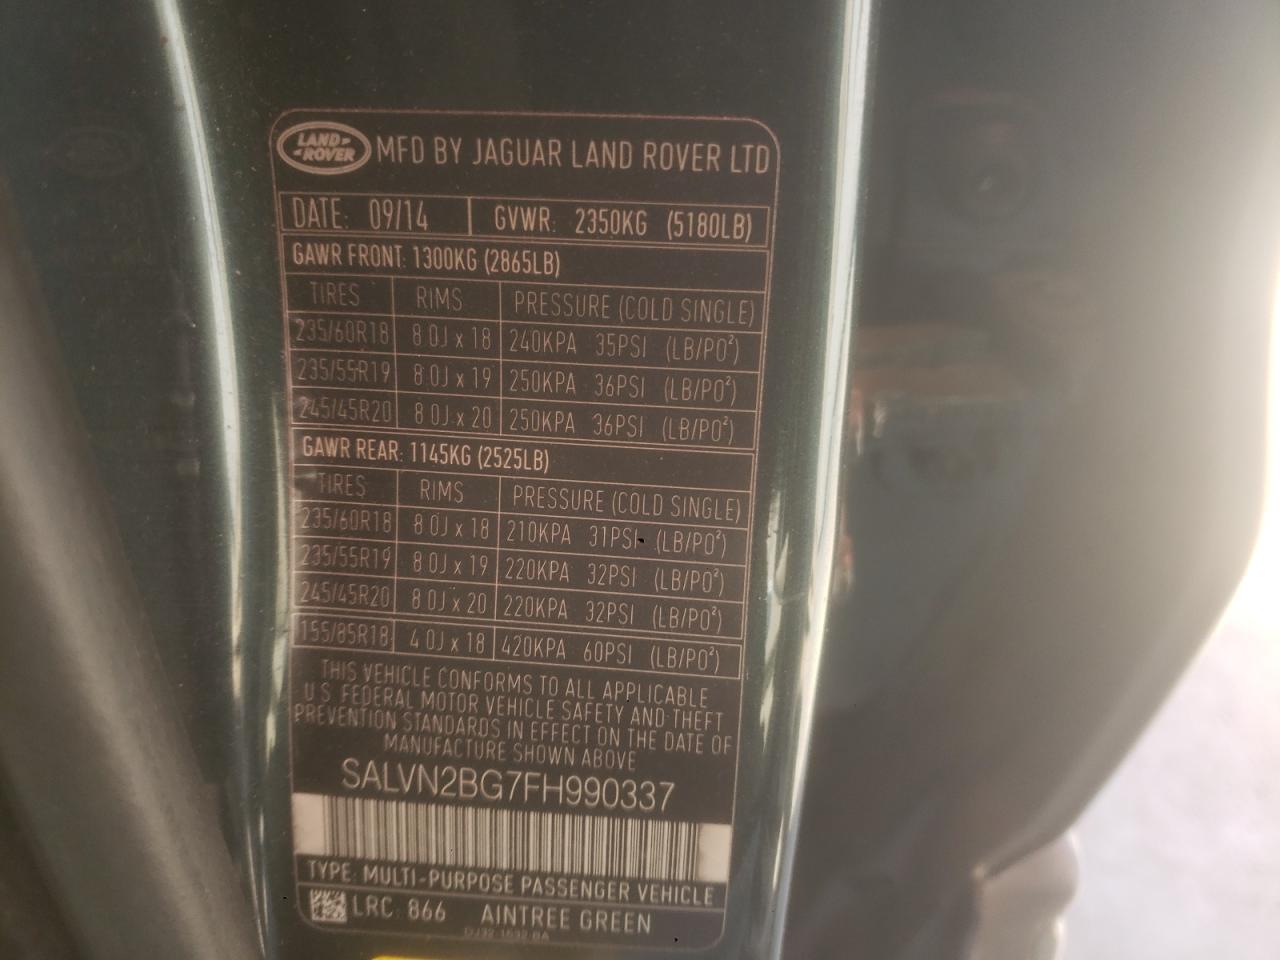 LAND ROVER MFD BY JAGUAR LAND ROVER LTD
DATE: 09/14 GVWR: 2350KG (5180LB)
GAWR FRONT: 1300KG (2865LB)
TIRES RIMS PRESSURE (COLD SINGLE)
235/60R18 8.0J x 18 240KPA 35PSI (LB/PO²)
235/55R19 8.0J x 19 250KPA 36PSI (LB/PO²)
245/45R20 8.0J x 20 250KPA 36PSI (LB/PO²)
GAWR REAR: 1145KG (2525LB)
TIRES RIMS PRESSURE (COLD SINGLE)
235/60R18 8.0J x 18 210KPA 31PSI (LB/PO²)
235/55R19 8.0J x 19 220KPA 32PSI (LB/PO²)
245/45R20 8.0J x 20 220KPA 32PSI (LB/PO²)
155/85R18 4.0J x 18 420KPA 60PSI (LB/PO²)
THIS VEHICLE CONFORMS TO ALL APPLICABLE
U.S. FEDERAL MOTOR VEHICLE SAFETY AND THEFT
PREVENTION STANDARDS IN EFFECT ON THE DATE OF
MANUFACTURE SHOWN ABOVE
SALVN2BG7FH990337
TYPE: MULTI-PURPOSE PASSENGER VEHICLE
LRC: 866 AINTREE GREEN